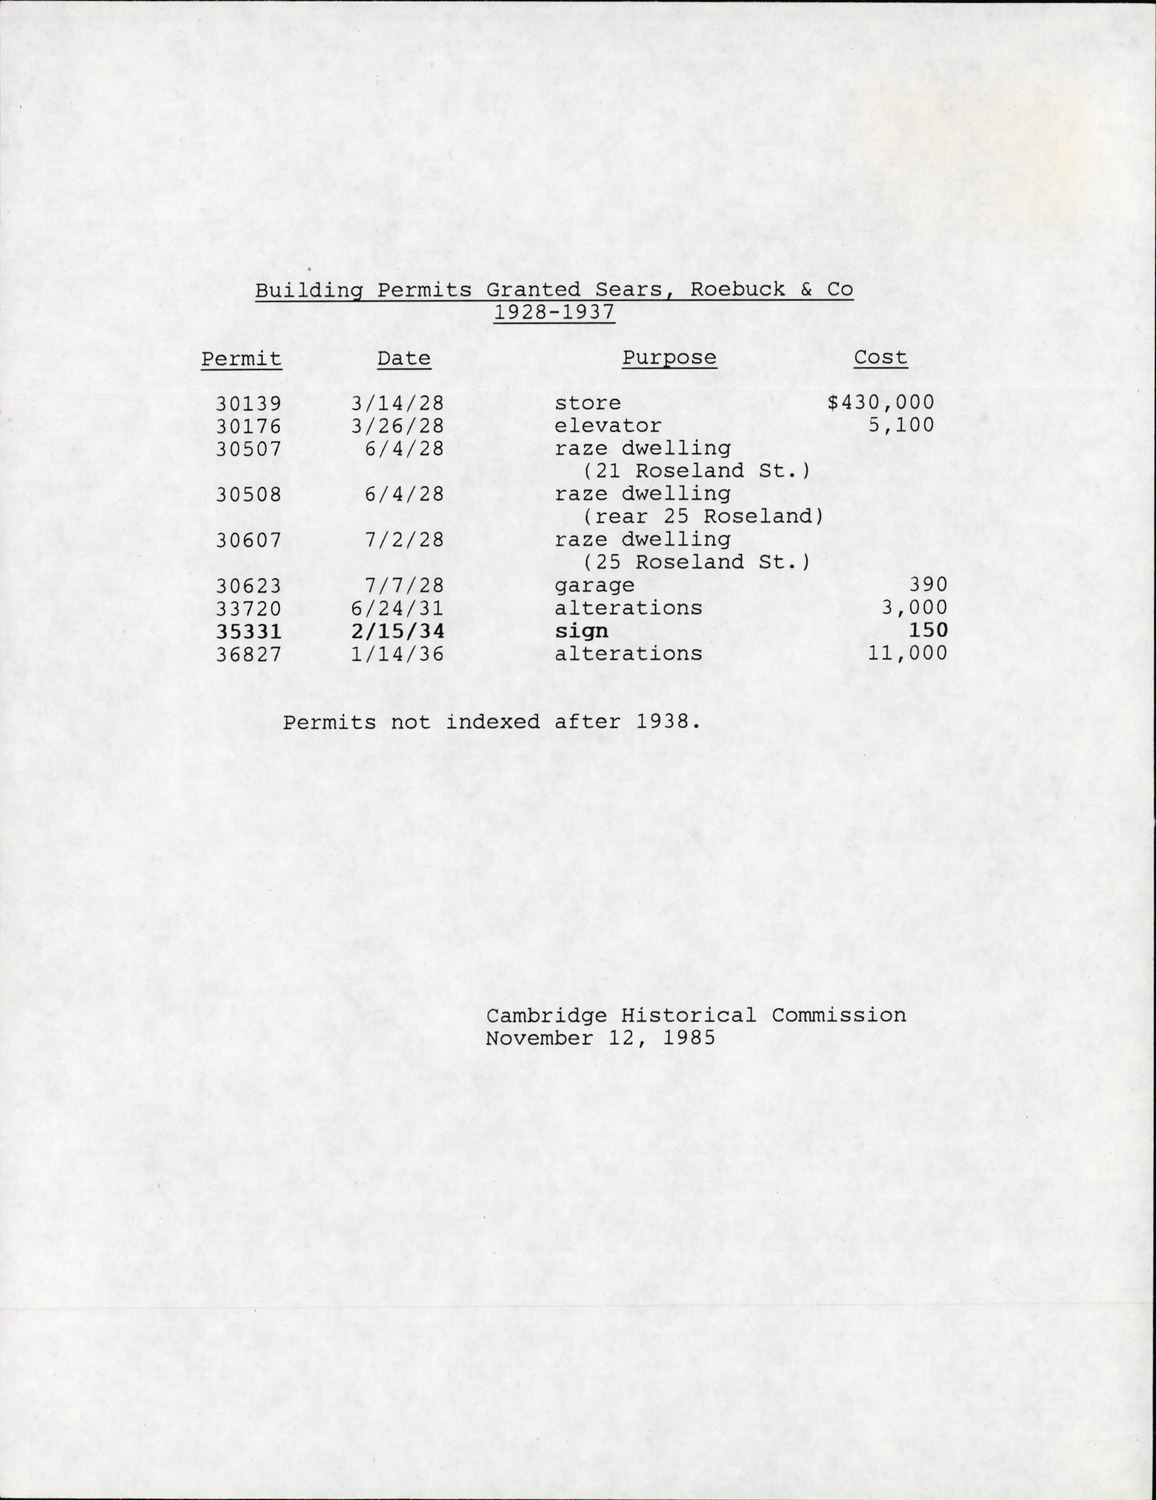 Building Permits Granted Sears, Roebuck & Co
1928-1937
Permit Date Purpose Cost
30139 3/14/28 store $430,000
30176 3/26/28 elevator 5,100
30507 6/4/28 raze dwelling
(21 Roseland St.)
30508 6/4/28 raze dwelling
(rear 25 Roseland)
30607 7/2/28 raze dwelling
(25 Roseland St.)
30623 7/7/28 garage 390
33720 6/24/31 alterations 3,000
35331 2/15/34 sign 150
36827 1/14/36 alterations 11,000
Permits not indexed after 1938.
Cambridge Historical Commission
November 12, 1985